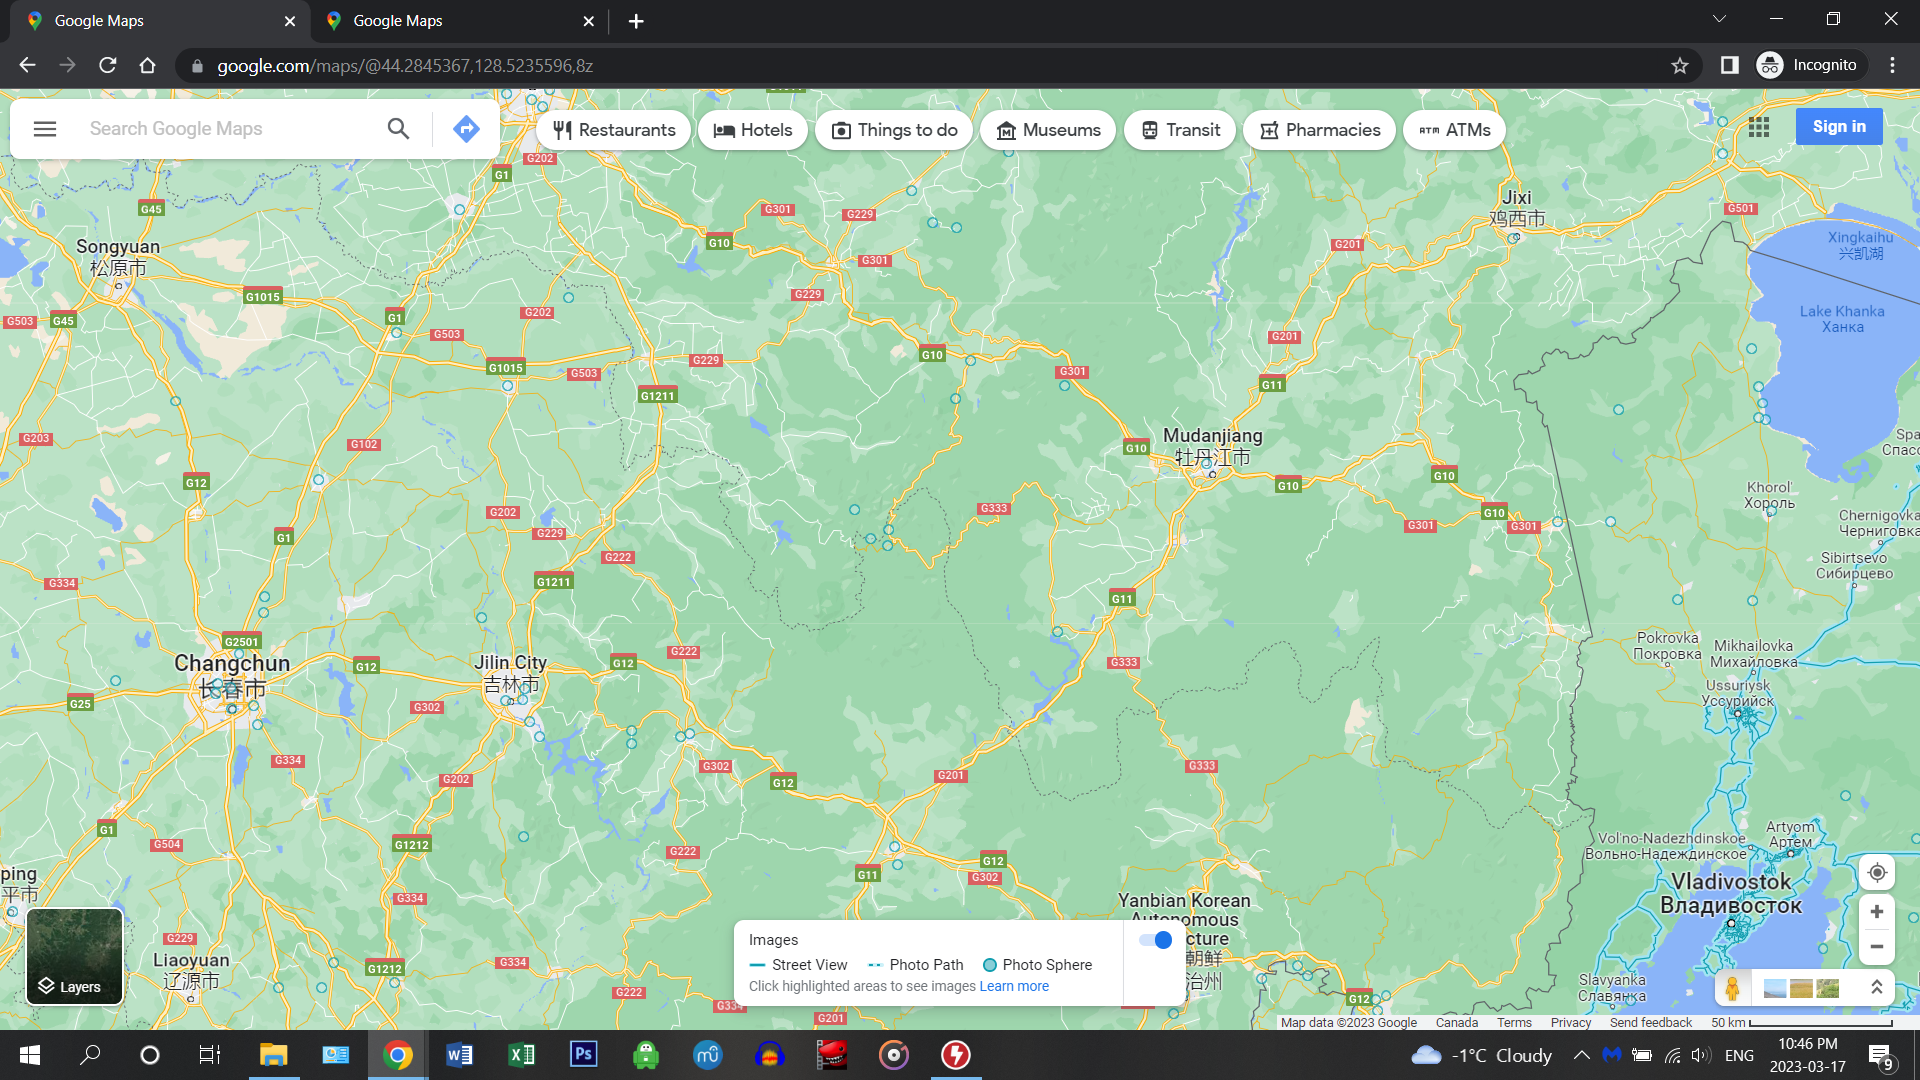 Google Maps
Google Maps
google.com/maps/@44.2845367,128.5235596,8z
Incognito
Search Google Maps
Restaurants
Hotels
Things to do
Museums
Transit
Pharmacies
ATM ATMs
Sign in
G202
G1
G45
G301
G229
G10
G301
G229
G201
G501
Jixi
鸡西市
Xingkaihu
兴凯湖
Songyuan
松原市
G1015
G503
G45
G1
G503
G202
G1015
G503
G229
G1211
G10
G301
G201
G11
Lake Khanka
Ханка
G203
G102
G12
G1
G202
G229
G222
G1211
G334
G333
G10
Mudanjiang
牡丹江市
G10
G10
G10
G301
G301
Spa
Спасс
Khorol'
Хороль
Chernigovka
Черниговка
Sibirtsevo
Сибирцево
G11
G333
G2501
Changchun
长春市
G12
Jilin City
吉林市
G12
G222
G25
G302
G334
G202
G302
G12
G201
G333
Pokrovka
Покровка
Mikhailovka
Михайловка
Ussuriysk
Уссурийск
G1
G504
G1212
G222
G11
G12
G302
G334
ping
平市
G229
Liaoyuan
辽源市
G1212
G334
G222
G334
G201
G12
Yanbian Korean
Autonomous
cture
朝鲜
治州
Vol'no-Nadezhdinskoe
Вольно-Надеждинское
Artyom
Артем
Vladivostok
Владивосток
Slavyanka
Славянка
Layers
Images
Street View
Photo Path
Photo Sphere
Click highlighted areas to see images Learn more
Map data ©2023 Google
Canada
Terms
Privacy
Send feedback
50 km
W
X
Ps
mu
-1°C Cloudy
ENG
10:46 PM
2023-03-17
9